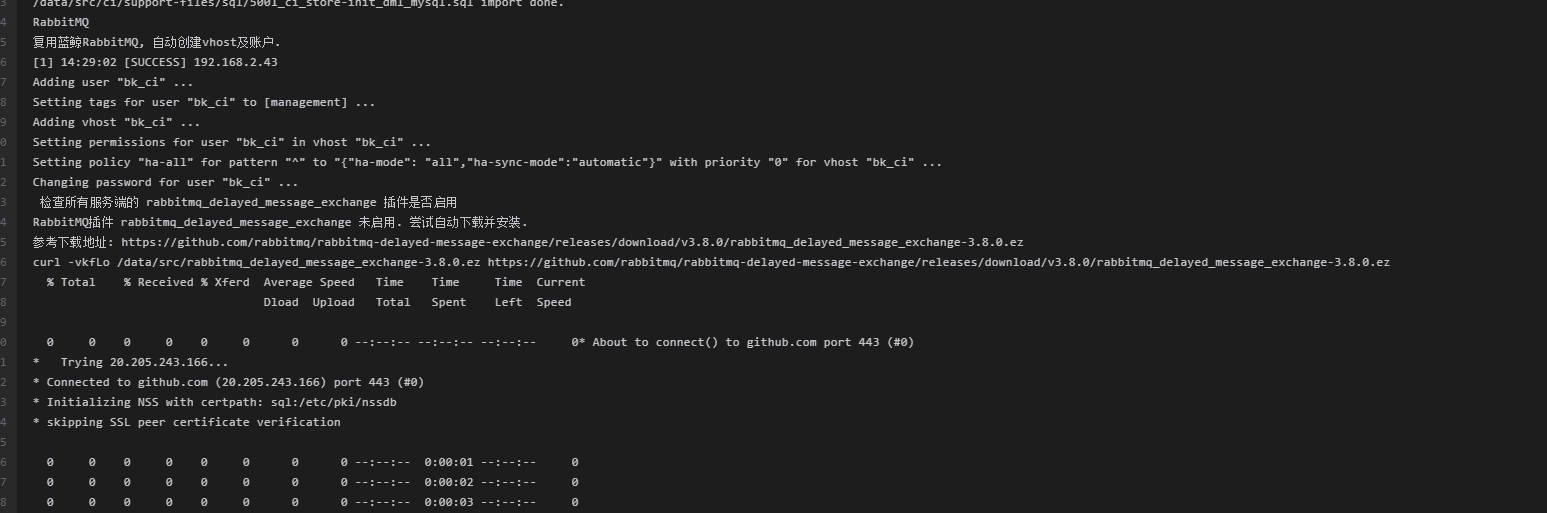 3 /data/src/ci/support-files/sql/5001_ci_store-init_dml_mysql.sql import done.
4 RabbitMQ
5 复用蓝鲸RabbitMQ, 自动创建vhost及账户.
6 [1] 14:29:02 [SUCCESS] 192.168.2.43
7 Adding user "bk_ci" ...
8 Setting tags for user "bk_ci" to [management] ...
9 Adding vhost "bk_ci" ...
0 Setting permissions for user "bk_ci" in vhost "bk_ci" ...
1 Setting policy "ha-all" for pattern "^" to "{"ha-mode": "all","ha-sync-mode":"automatic"}" with priority "0" for vhost "bk_ci" ...
2 Changing password for user "bk_ci" ...
3 检查所有服务端的 rabbitmq_delayed_message_exchange 插件是否启用
4 RabbitMQ插件 rabbitmq_delayed_message_exchange 未启用. 尝试自动下载并安装.
5 参考下载地址: https://github.com/rabbitmq/rabbitmq-delayed-message-exchange/releases/download/v3.8.0/rabbitmq_delayed_message_exchange-3.8.0.ez
6 curl -vkfLo /data/src/rabbitmq_delayed_message_exchange-3.8.0.ez https://github.com/rabbitmq/rabbitmq-delayed-message-exchange/releases/download/v3.8.0/rabbitmq_delayed_message_exchange-3.8.0.ez
7 % Total % Received % Xferd Average Speed Time Time Time Current
8 Dload Upload Total Spent Left Speed
9
0 0 0 0 0 0 0 0 0 --:--:-- --:--:-- --:--:-- 0* About to connect() to github.com port 443 (#0)
1 * Trying 20.205.243.166...
2 * Connected to github.com (20.205.243.166) port 443 (#0)
3 * Initializing NSS with certpath: sql:/etc/pki/nssdb
4 * skipping SSL peer certificate verification
5
6 0 0 0 0 0 0 0 0 --:--:-- 0:00:01 --:--:-- 0
7 0 0 0 0 0 0 0 0 --:--:-- 0:00:02 --:--:-- 0
8 0 0 0 0 0 0 0 0 --:--:-- 0:00:03 --:--:-- 0